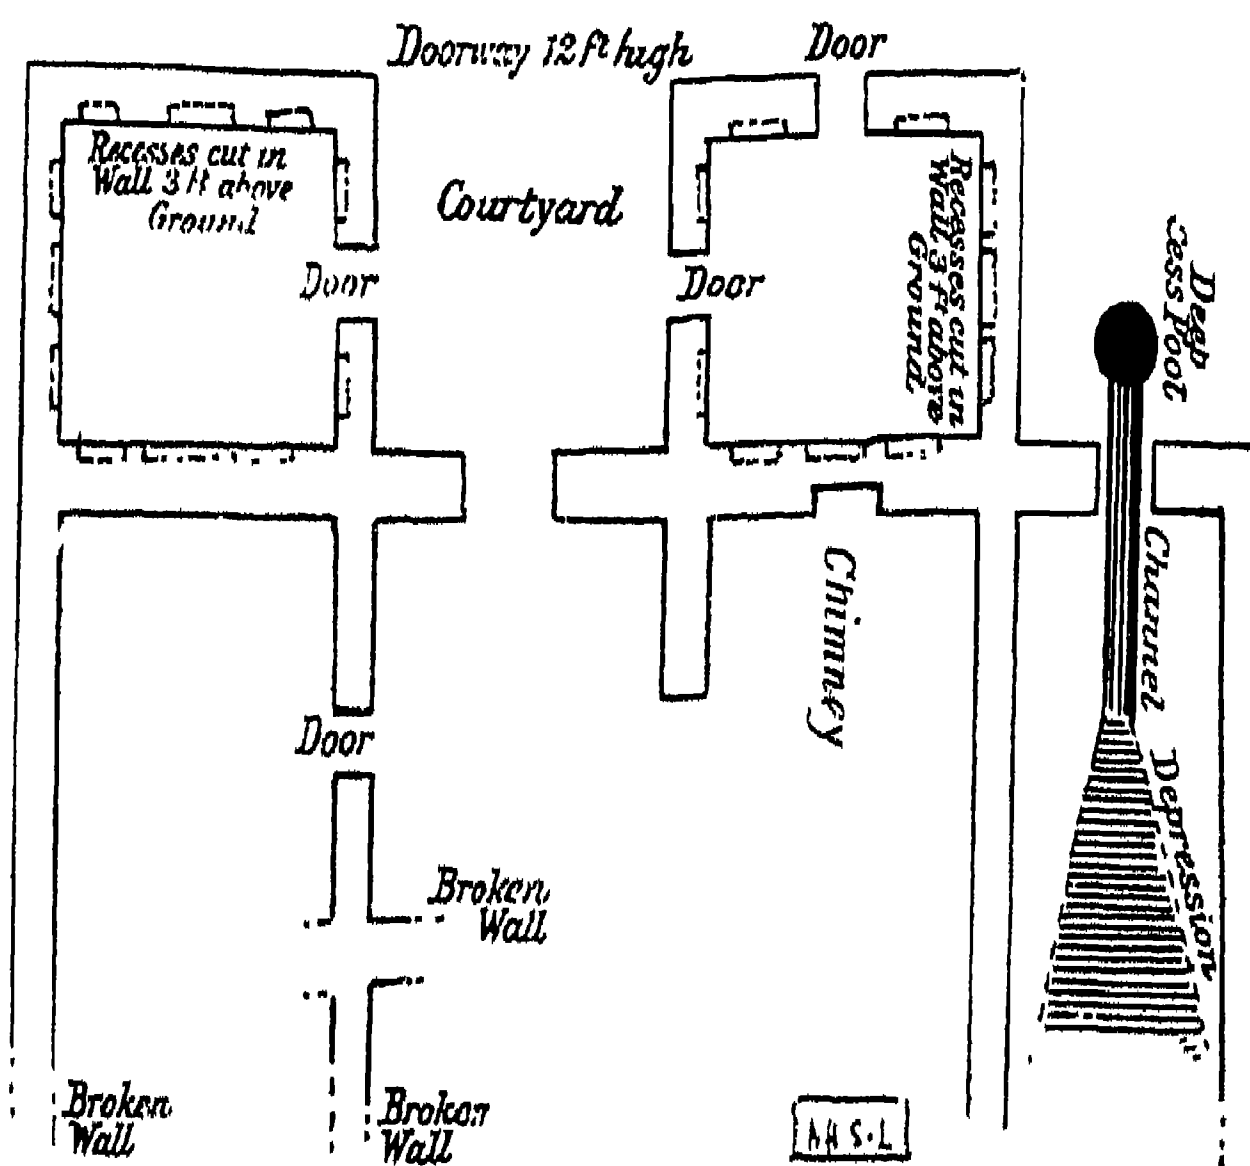 Doorway 12 ft high
Door
Recesses cut in
Wall 3 ft above
Ground
Courtyard
Recesses cut in
Wall 3 ft above
Ground
Door
Door
Deep
Cess Pool
Chimney
Channel
Door
Depression
Broken
Wall
Broken
Wall
Broken
Wall
A H S.L